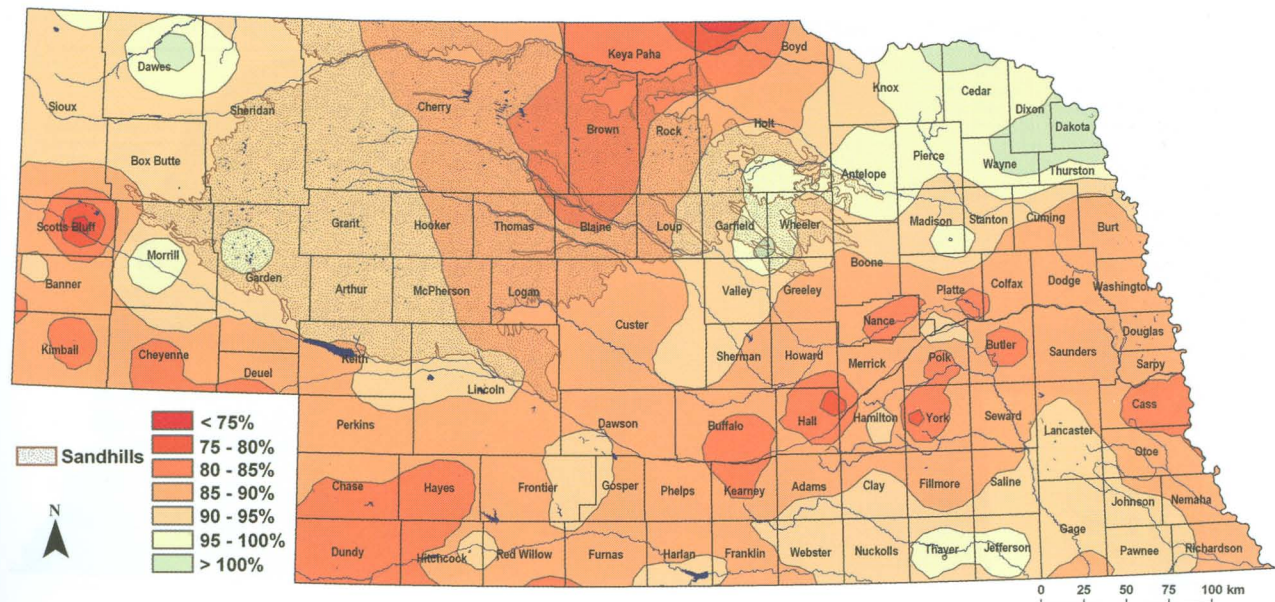 Keya Paha
Boyd
Dawes
Knox
Cedar
Sioux
Sheridan
Cherry
Dixon
Brown
Rock
Holt
Dakota
Box Butte
Antelope
Pierce
Wayne
Thurston
Scotts Bluff
Grant
Hooker
Thomas
Blaine
Loup
Garfield
Wheeler
Madison
Stanton
Cuming
Burt
Morrill
Garden
Boone
Banner
Arthur
McPherson
Logan
Valley
Greeley
Platte
Colfax
Dodge
Washington
Custer
Nance
Kimball
Cheyenne
Deuel
Keith
Sherman
Howard
Merrick
Polk
Butler
Saunders
Douglas
Sarpy
Lincoln
Perkins
Dawson
Buffalo
Hall
Hamilton
York
Seward
Lancaster
Cass
Otoe
Chase
Hayes
Frontier
Gosper
Phelps
Kearney
Adams
Clay
Fillmore
Saline
Johnson
Nemaha
Gage
Dundy
Hitchcock
Red Willow
Furnas
Harlan
Franklin
Webster
Nuckolls
Thayer
Jefferson
Pawnee
Richardson
Sandhills
N
< 75%
75 - 80%
80 - 85%
85 - 90%
90 - 95%
95 - 100%
> 100%
0 25 50 75 100 km